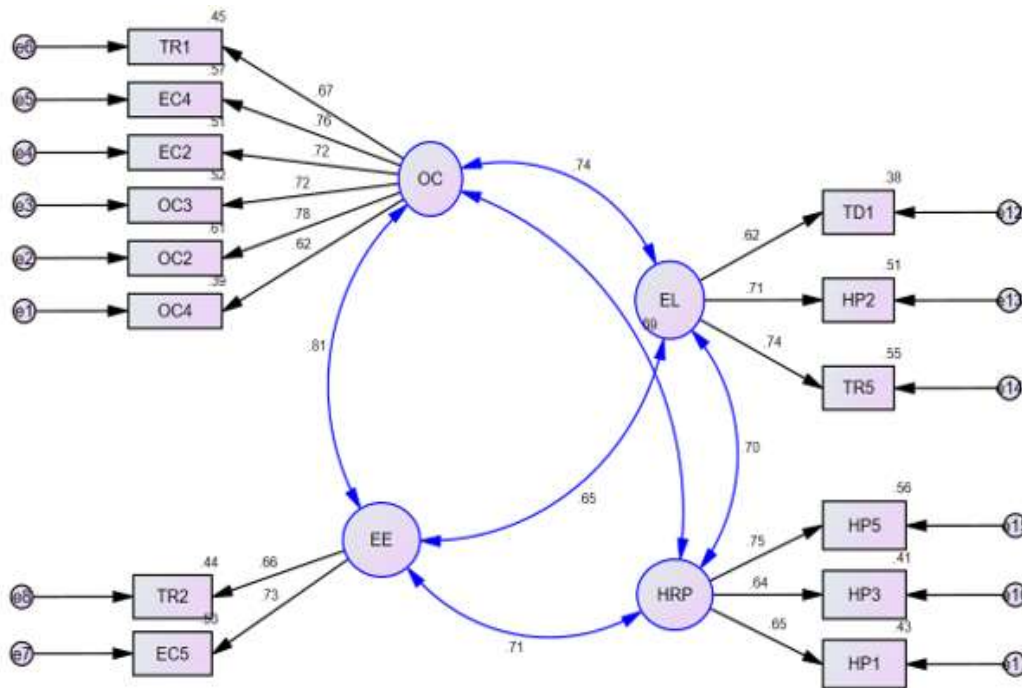 .45
e6 TR1
.57
.67
e5 EC4
.76
.51
e4 EC2
.72
OC
.74
.52
e3 OC3
.72
.38
e12 TD1
.62
.61
e2 OC2
.78
.51
e13 HP2
.71
EL
.39
e1 OC4
.62
.69
.81
.55
e14 TR5
.74
.70
.65
.56
HP5
.75
EE
.44
e8 TR2
.66
.41
HP3
.64
HRP
.53
e7 EC5
.73
.43
HP1
.65
.71